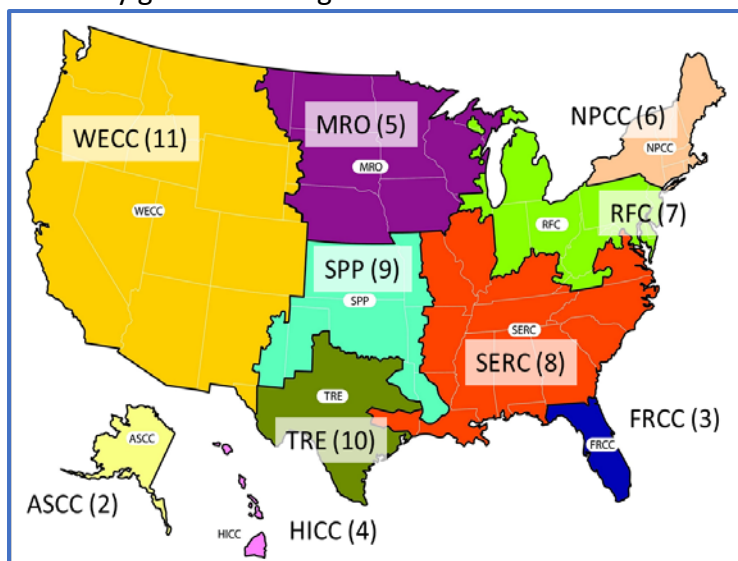 WECC (11)
MRO (5)
NPCC (6)
MRO
NPCC
WECC
RFC
RFC (7)
SPP (9)
SPP
SERC
SERC (8)
TRE
FRCC (3)
ASCC
TRE (10)
FRCC
ASCC (2)
HICC
HICC (4)